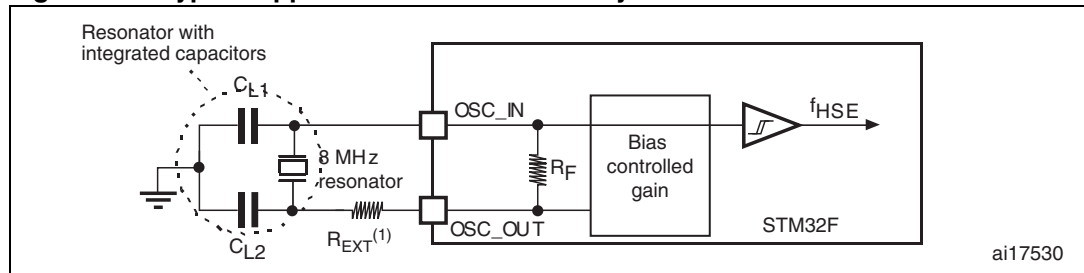 Resonator with
integrated capacitors
CL1
OSC_IN
fHSE
8 MHz
resonator
RF
Bias
controlled
gain
REXT(1)
OSC_OUT
STM32F
CL2
ai17530